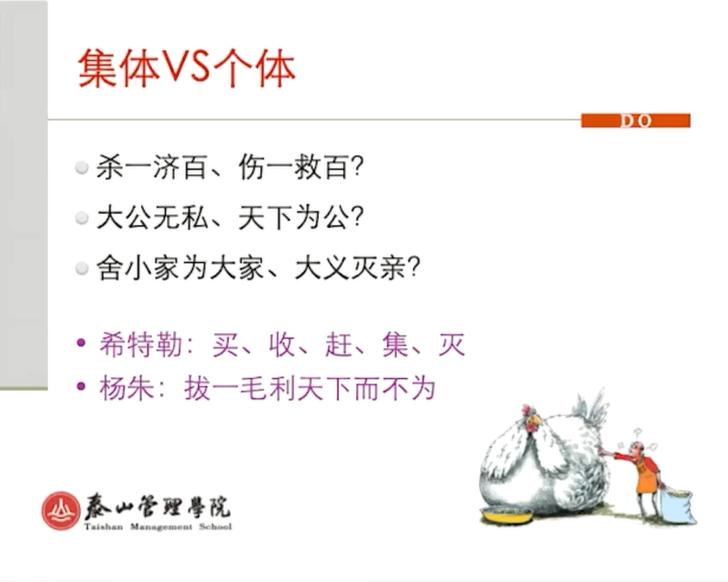 集体VS个体
DO
杀一济百、伤一救百?
大公无私、天下为公?
舍小家为大家、大义灭亲?
希特勒：买、收、赶、集、灭
杨朱：拔一毛利天下而不为
泰山管理學院
Taishan Management School